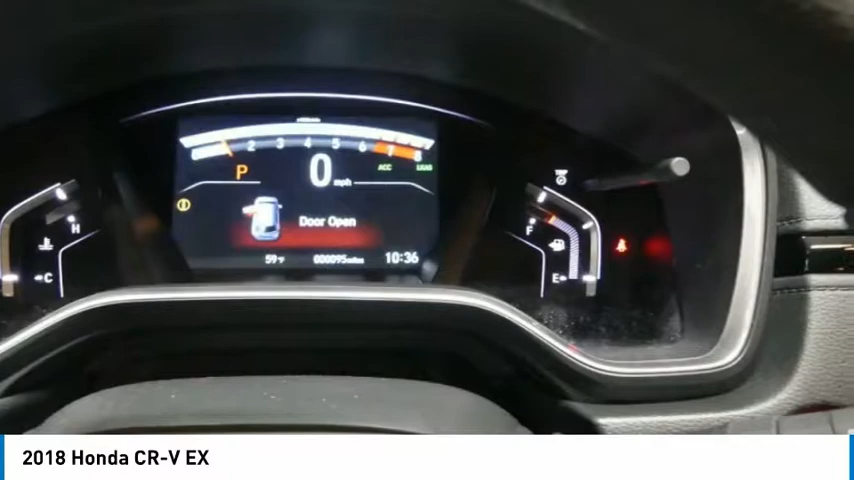 2 3 4 5 6 7 8
P
0 mph
ACC
Door Open
59°F 000095miles 10:36
H
C
TRIP
F
E
2018 Honda CR-V EX